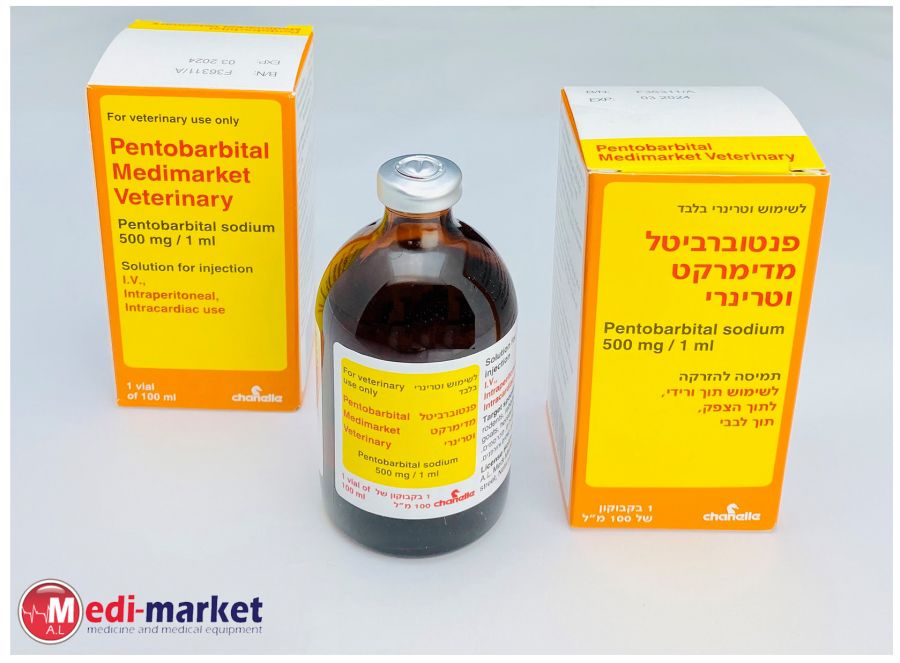 B/N: F36311/A
EXP: 03 2024
For veterinary use only
Pentobarbital
Medimarket
Veterinary
Pentobarbital sodium
500 mg / 1 ml
Solution for injection
I.V.,
Intraperitoneal,
Intracardiac use
1 vial
of 100 ml
chanelle
For veterinary
use only
לשימוש וטרינרי
בלבד
Pentobarbital
Medimarket
Veterinary
פנטוברביטל
מדימרקט
וטרינרי
Pentobarbital sodium
500 mg / 1 ml
1 vial of
100 ml
1 בקבוקון של
100 מ"ל
chanelle
Solution
injection
I.V.,
Target
License
B/N: F36311/A
EXP: 03 2024
Pentobarbital
Medimarket Veterinary
לשימוש וטרינרי בלבד
פנטוברביטל
מדימרקט
וטרינרי
Pentobarbital sodium
500 mg / 1 ml
תמיסה להזרקה
לשימוש תוך ורידי,
לתוך הצפק,
תוך לבבי
1 בקבוקון
של 100 מ"ל
chanelle
Medi-market
A.L
medicine and medical equipment